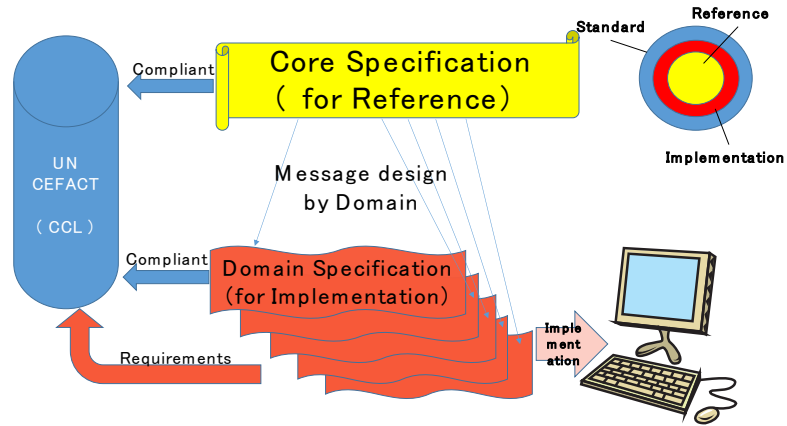 Reference
Standard
Core Specification
( for Reference)
Compliant
Implementation
UN
CEFACT
( CCL )
Message design
by Domain
Compliant
Domain Specification
(for Implementation)
Imple
ment
ation
Requirements